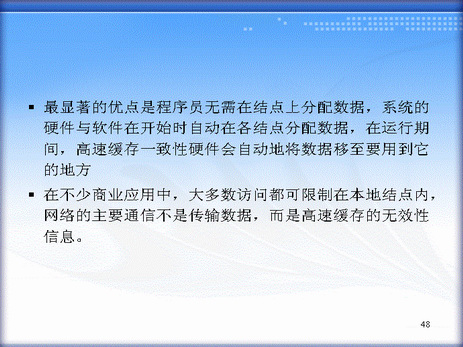 ▪ 最显著的优点是程序员无需在结点上分配数据，系统的
硬件与软件在开始时自动在各结点分配数据，在运行期
间，高速缓存一致性硬件会自动地将数据移至要用到它
的地方
▪ 在不少商业应用中，大多数访问都可限制在本地结点内，
网络的主要通信不是传输数据，而是高速缓存的无效性
信息。
48